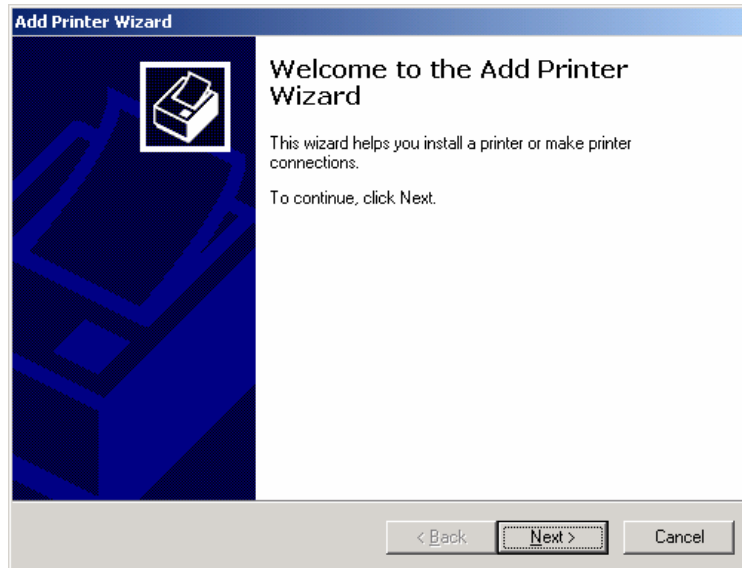 Add Printer Wizard
Welcome to the Add Printer
Wizard
This wizard helps you install a printer or make printer
connections.
To continue, click Next.
< Back
Next >
Cancel